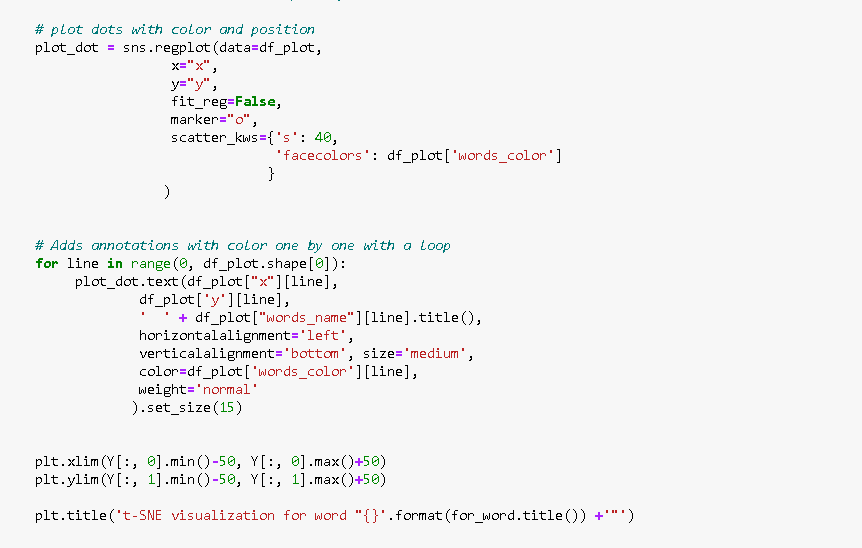 # plot dots with color and position
plot_dot = sns.regplot(data=df_plot,
                 x="x",
                 y="y",
                 fit_reg=False,
                 marker="o",
                 scatter_kws={'s': 40,
                              'facecolors': df_plot['words_color']
                             }
                )
# Adds annotations with color one by one with a loop
for line in range(0, df_plot.shape[0]):
     plot_dot.text(df_plot["x"][line],
             df_plot['y'][line],
             '  ' + df_plot["words_name"][line].title(),
             horizontalalignment='left',
             verticalalignment='bottom', size='medium',
             color=df_plot['words_color'][line],
             weight='normal'
            ).set_size(15)
plt.xlim(Y[:, 0].min()-50, Y[:, 0].max()+50)
plt.ylim(Y[:, 1].min()-50, Y[:, 1].max()+50)
plt.title('t-SNE visualization for word "{}'.format(for_word.title()) +'"')